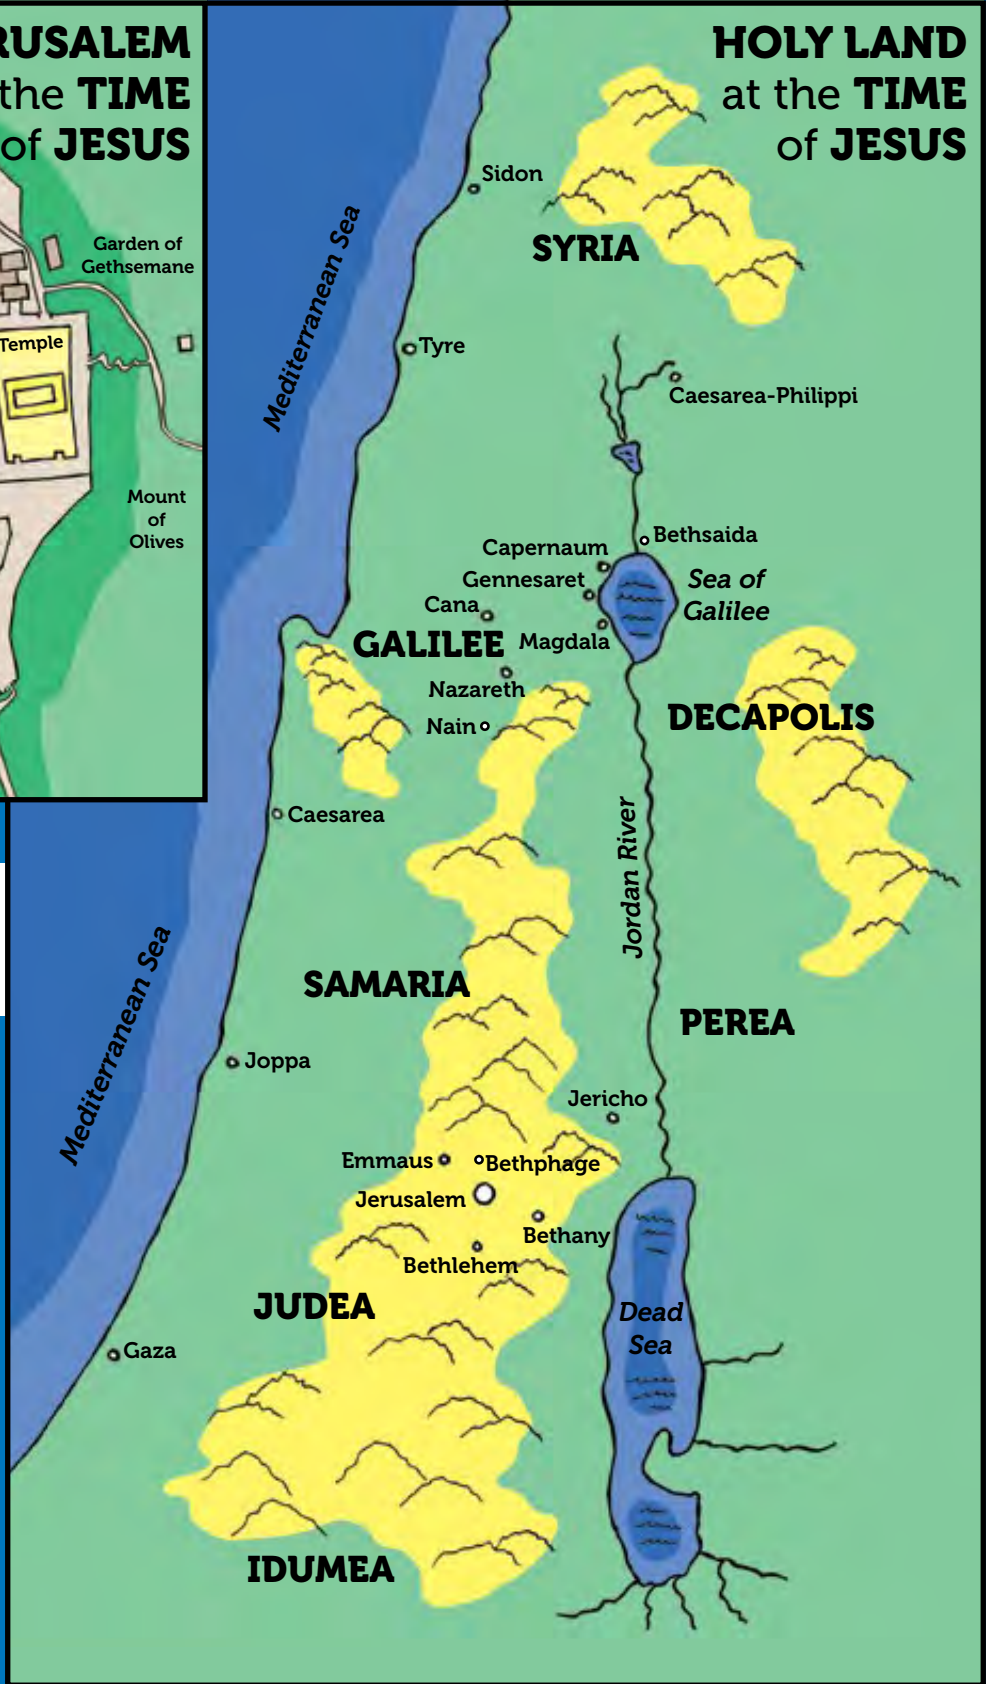 RUSALEM
the TIME
of JESUS
Garden of
Gethsemane
Temple
Mount
of
Olives
HOLY LAND
at the TIME
of JESUS
Sidon
SYRIA
Mediterranean Sea
Tyre
Caesarea-Philippi
Bethsaida
Capernaum
Gennesaret
Sea of
Galilee
Cana
GALILEE
Magdala
Nazareth
Nain
DECAPOLIS
Caesarea
Jordan River
Mediterranean Sea
SAMARIA
PEREA
Joppa
Jericho
Emmaus
Bethphage
Jerusalem
Bethany
Bethlehem
JUDEA
Dead
Sea
Gaza
IDUMEA